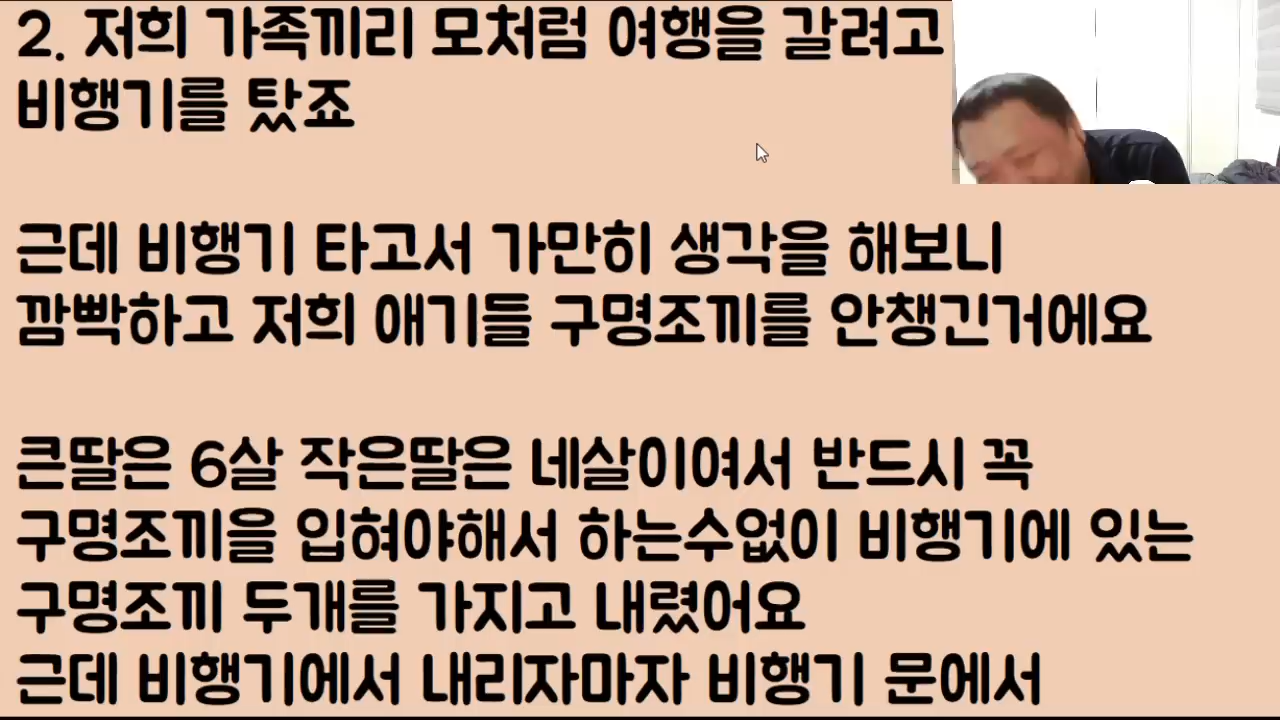 2. 저희 가족끼리 모처럼 여행을 갈려고
비행기를 탔죠
근데 비행기 타고서 가만히 생각을 해보니
깜빡하고 저희 애기들 구명조끼를 안챙긴거에요
큰딸은 6살 작은딸은 네살이여서 반드시 꼭
구명조끼을 입혀야해서 하는수없이 비행기에 있는
구명조끼 두개를 가지고 내렸어요
근데 비행기에서 내리자마자 비행기 문에서